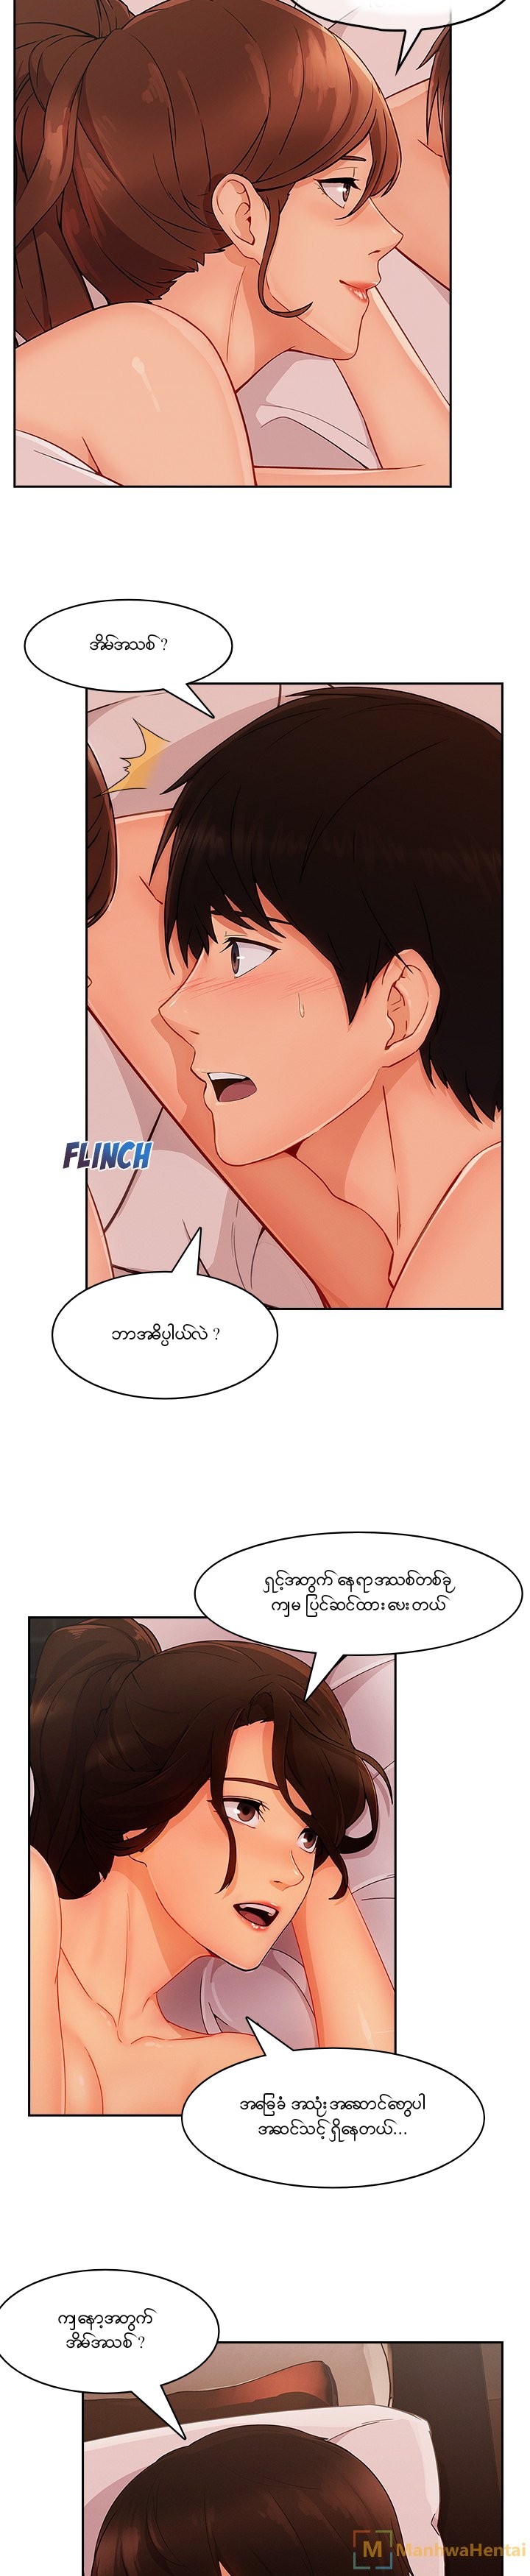 အိမ်အသစ် ?
FLINCH
ဘာအဓိပ္ပါယ်လဲ ?
ရှင့်အတွက် နေရာအသစ်တစ်ခု
ကျမ ပြင်ဆင်ထားပေးတယ်
အခြေခံ အသုံးအဆောင်တွေပါ
အဆင်သင့် ရှိနေတယ်...
ကျနော့်အတွက်
အိမ်အသစ် ?
M ManhwaHentai